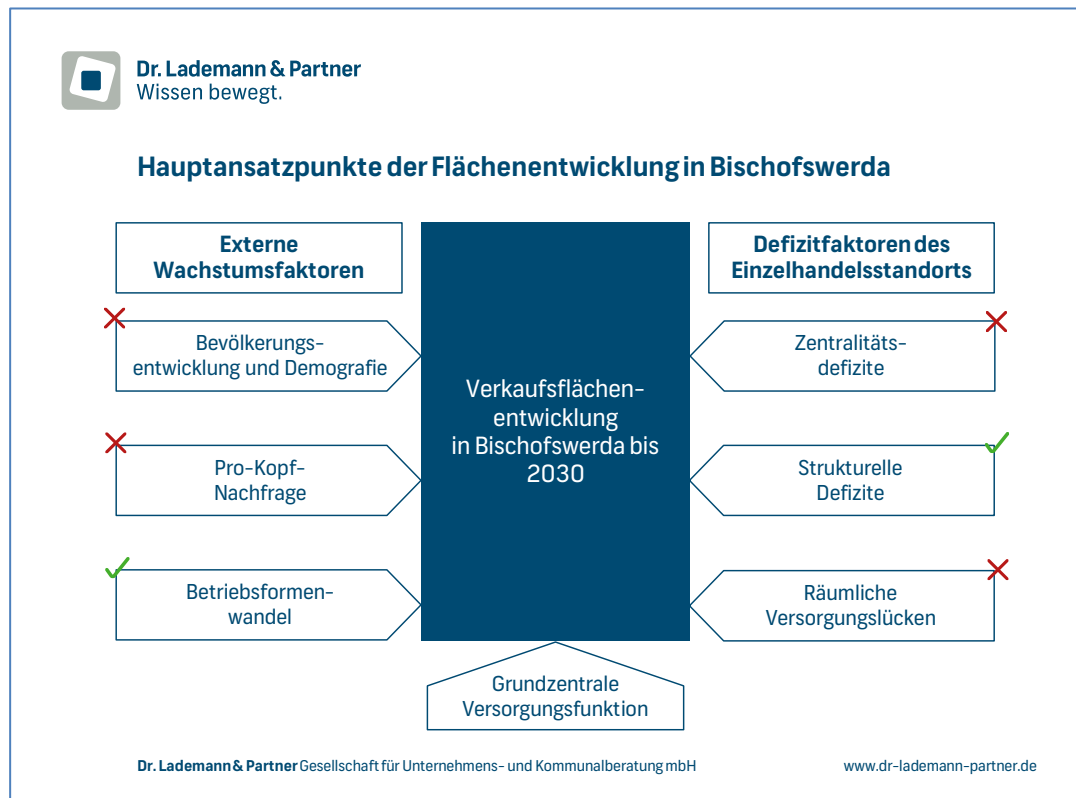 Dr. Lademann & Partner
Wissen bewegt.
Hauptansatzpunkte der Flächenentwicklung in Bischofswerda
Externe
Wachstumsfaktoren
Bevölkerungs-
entwicklung und Demografie
Pro-Kopf-
Nachfrage
Betriebsformen-
wandel
Verkaufsflächen-
entwicklung
in Bischofswerda bis
2030
Grundzentrale
Versorgungsfunktion
Defizitfaktoren des
Einzelhandelsstandorts
Zentralitäts-
defizite
Strukturelle
Defizite
Räumliche
Versorgungslücken
Dr. Lademann & Partner Gesellschaft für Unternehmens- und Kommunalberatung mbH
www.dr-lademann-partner.de